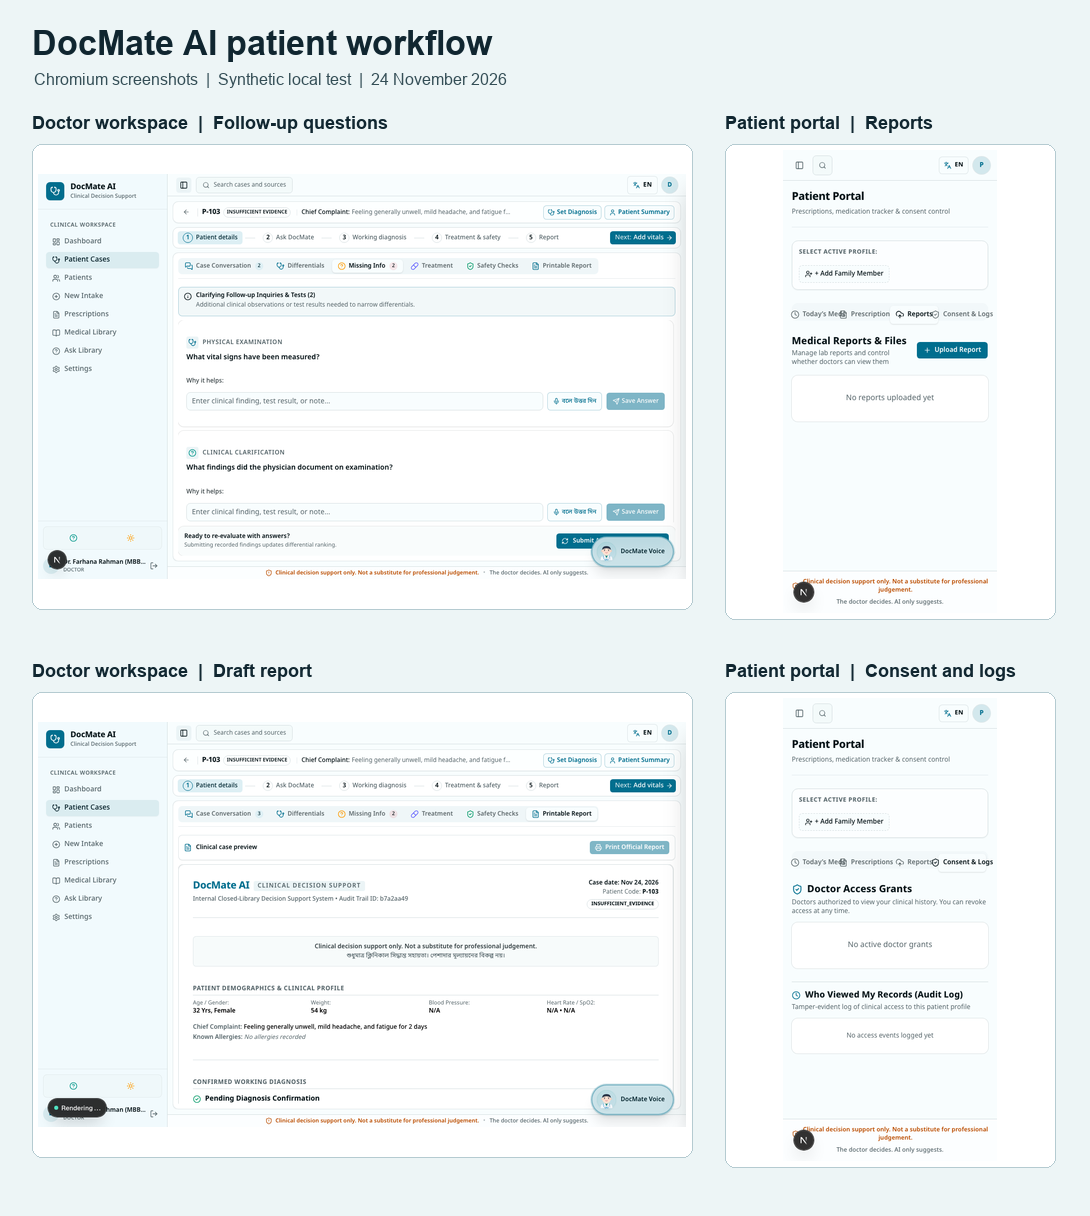 DocMate AI patient workflow
Chromium screenshots | Synthetic local test | 24 November 2026
Doctor workspace | Follow-up questions
DocMate AI
Clinical Decision Support
CLINICAL WORKSPACE
Dashboard
Patient Cases
Patients
New Intake
Prescriptions
Medical Library
Ask Library
Settings
N
r. Farhana Rahman (MBB...
DOCTOR
Search cases and sources
EN
D
P-103 INSUFFICIENT EVIDENCE Chief Complaint: Feeling generally unwell, mild headache, and fatigue f...
Set Diagnosis
Patient Summary
1 Patient details
2 Ask DocMate
3 Working diagnosis
4 Treatment & safety
5 Report
Next: Add vitals
Case Conversation 2
Differentials
Missing Info 2
Treatment
Safety Checks
Printable Report
Clarifying Follow-up Inquiries & Tests (2)
Additional clinical observations or test results needed to narrow differentials.
PHYSICAL EXAMINATION
What vital signs have been measured?
Why it helps:
Enter clinical finding, test result, or note...
বলে উত্তর দিন
Save Answer
CLINICAL CLARIFICATION
What findings did the physician document on examination?
Why it helps:
Enter clinical finding, test result, or note...
বলে উত্তর দিন
Save Answer
Ready to re-evaluate with answers?
Submitting recorded findings updates differential ranking.
Submit
DocMate Voice
Clinical decision support only. Not a substitute for professional judgement. • The doctor decides. AI only suggests.
Patient portal | Reports
EN
P
Patient Portal
Prescriptions, medication tracker & consent control
SELECT ACTIVE PROFILE:
+ Add Family Member
Today's Med
Prescription
Reports
Consent & Logs
Medical Reports & Files
Manage lab reports and control
whether doctors can view them
Upload Report
No reports uploaded yet
Clinical decision support only. Not a substitute for professional
judgement.
N
The doctor decides. AI only suggests.
Doctor workspace | Draft report
DocMate AI
Clinical Decision Support
CLINICAL WORKSPACE
Dashboard
Patient Cases
Patients
New Intake
Prescriptions
Medical Library
Ask Library
Settings
Rendering ...
hman (MBB...
DOCTOR
Search cases and sources
EN
D
P-103 INSUFFICIENT EVIDENCE Chief Complaint: Feeling generally unwell, mild headache, and fatigue f...
Set Diagnosis
Patient Summary
1 Patient details
2 Ask DocMate
3 Working diagnosis
4 Treatment & safety
5 Report
Next: Add vitals
Case Conversation 3
Differentials
Missing Info 2
Treatment
Safety Checks
Printable Report
Clinical case preview
Print Official Report
DocMate AI CLINICAL DECISION SUPPORT
Internal Closed-Library Decision Support System • Audit Trail ID: b7a2aa49
Case date: Nov 24, 2026
Patient Code: P-103
INSUFFICIENT_EVIDENCE
Clinical decision support only. Not a substitute for professional judgement.
শুধুমাত্র ক্লিনিকাল সিদ্ধান্ত সহায়তা। পেশাদার মূল্যায়নের বিকল্প নয়।
PATIENT DEMOGRAPHICS & CLINICAL PROFILE
Age / Gender: Weight: Blood Pressure: Heart Rate / SpO2:
32 Yrs, Female 54 kg N/A N/A • N/A
Chief Complaint: Feeling generally unwell, mild headache, and fatigue for 2 days
Known Allergies: No allergies recorded
CONFIRMED WORKING DIAGNOSIS
Pending Diagnosis Confirmation
DocMate Voice
Clinical decision support only. Not a substitute for professional judgement. • The doctor decides. AI only suggests.
Patient portal | Consent and logs
EN
P
Patient Portal
Prescriptions, medication tracker & consent control
SELECT ACTIVE PROFILE:
+ Add Family Member
Today's Med
Prescriptions
Reports
Consent & Logs
Doctor Access Grants
Doctors authorized to view your clinical history. You can revoke
access at any time.
No active doctor grants
Who Viewed My Records (Audit Log)
Tamper-evident log of clinical access to this patient profile
No access events logged yet
Clinical decision support only. Not a substitute for professional
judgement.
N
The doctor decides. AI only suggests.